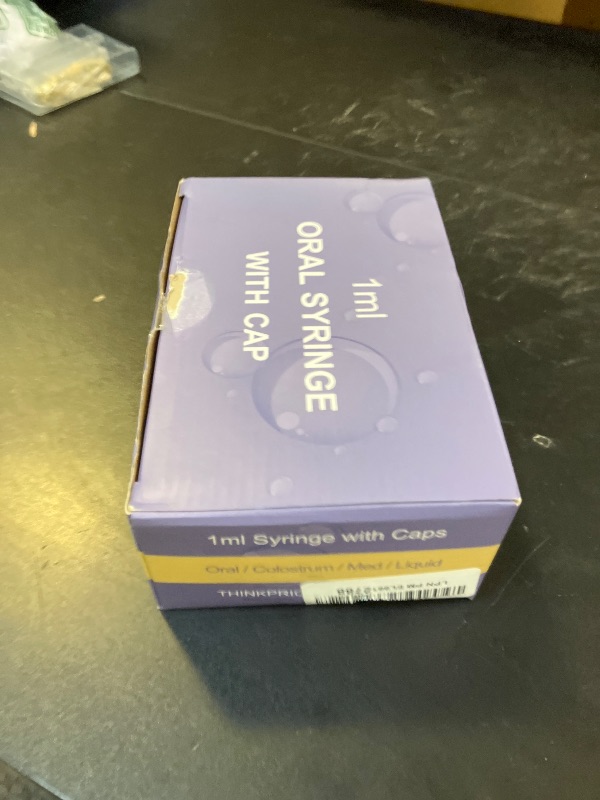 1ml
ORAL SYRINGE
WITH CAP
1ml Syringe with Caps
Oral / Colostrum / Med / Liquid